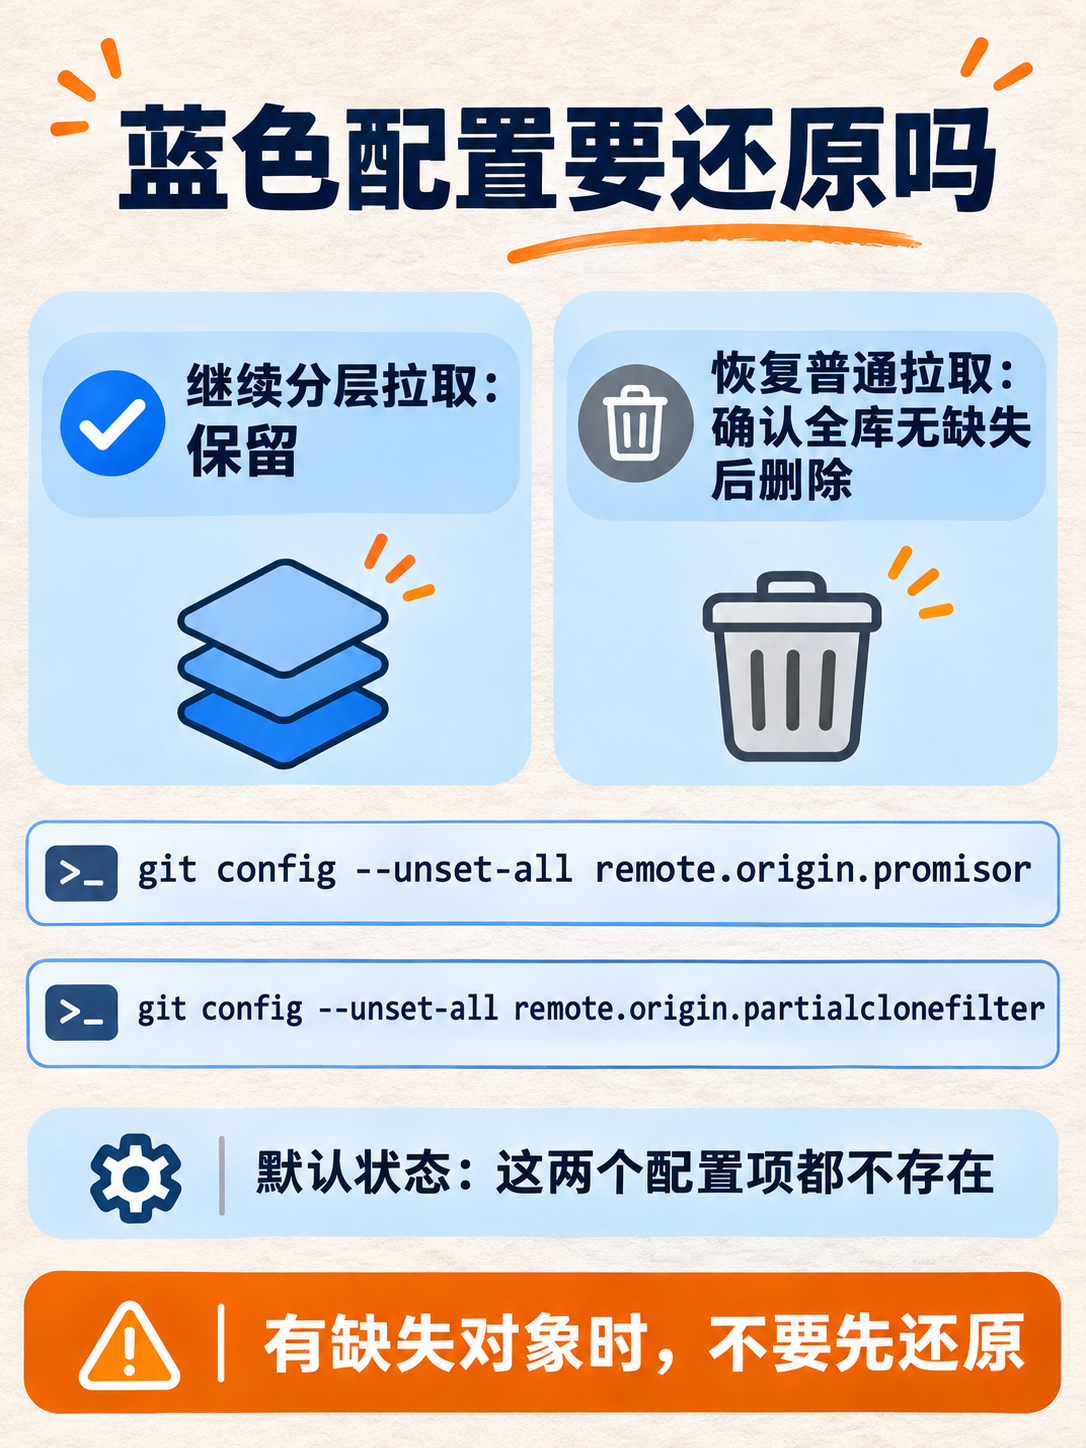 蓝色配置要还原吗
继续分层拉取：
保留
恢复普通拉取：
确认全库无缺失
后删除
>_ git config --unset-all remote.origin.promisor
>_ git config --unset-all remote.origin.partialclonefilter
默认状态：这两个配置项都不存在
有缺失对象时，不要先还原